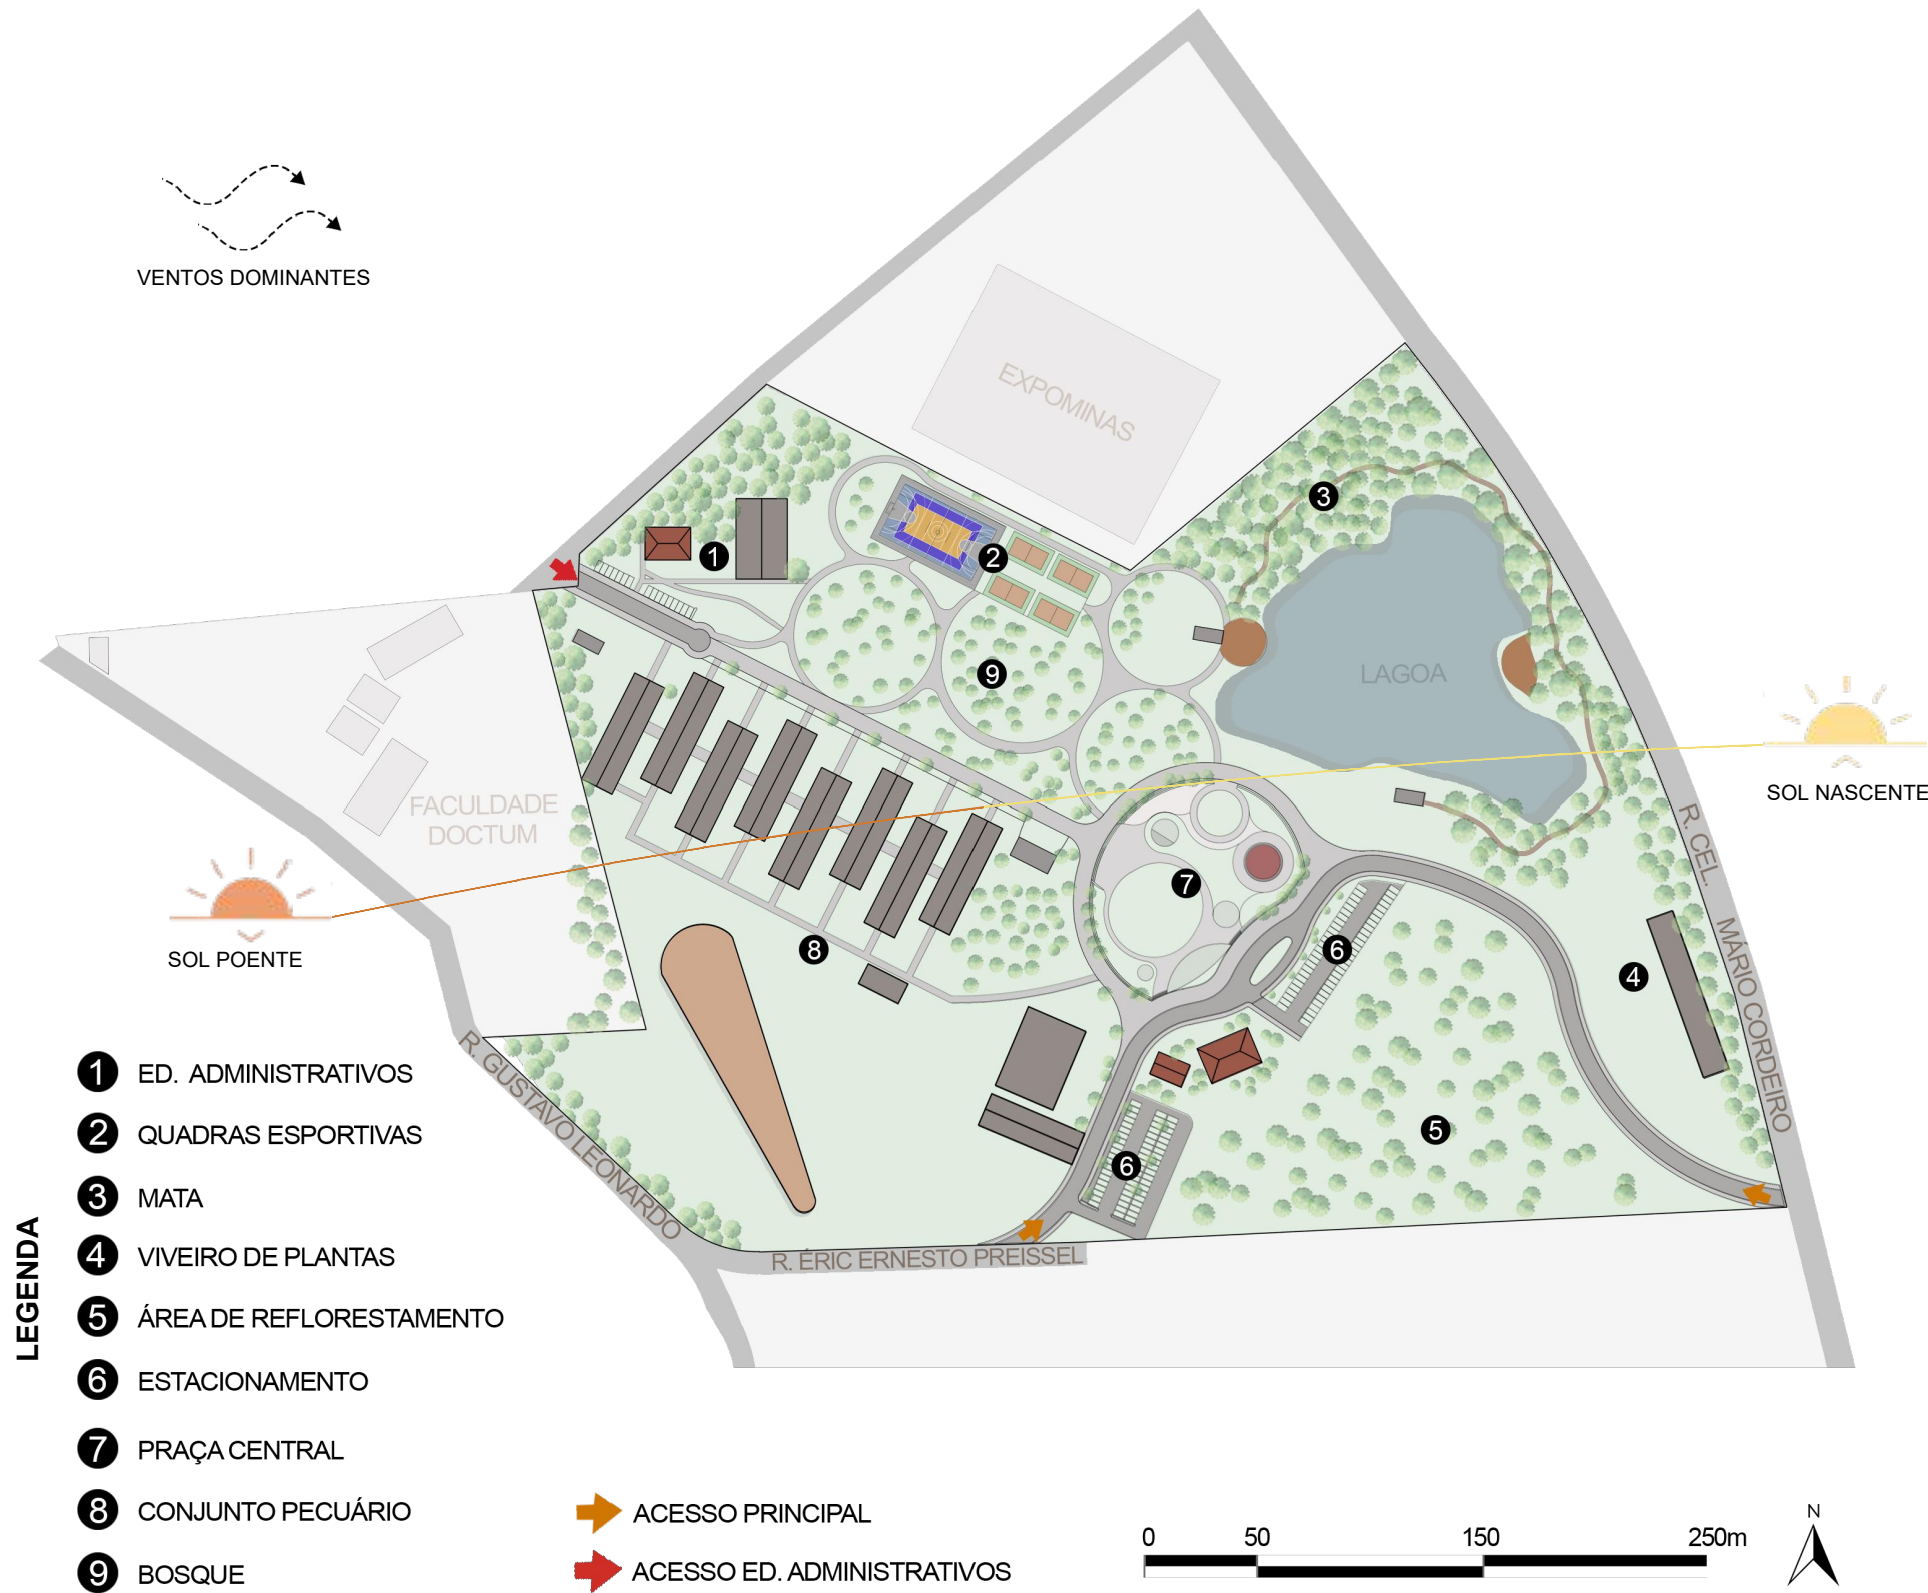 VENTOS DOMINANTES
EXPOMINAS
1
2
3
LAGOA
9
SOL NASCENTE
FACULDADE
DOCTUM
7
SOL POENTE
8
6
4
R. CEL. MÁRIO CORDEIRO
R. GUSTAVO LEONARDO
5
6
R. ÉRIC ERNESTO PREISSEL
LEGENDA
1 ED. ADMINISTRATIVOS
2 QUADRAS ESPORTIVAS
3 MATA
4 VIVEIRO DE PLANTAS
5 ÁREA DE REFLORESTAMENTO
6 ESTACIONAMENTO
7 PRAÇA CENTRAL
8 CONJUNTO PECUÁRIO
9 BOSQUE
ACESSO PRINCIPAL
ACESSO ED. ADMINISTRATIVOS
0 50 150 250m
N